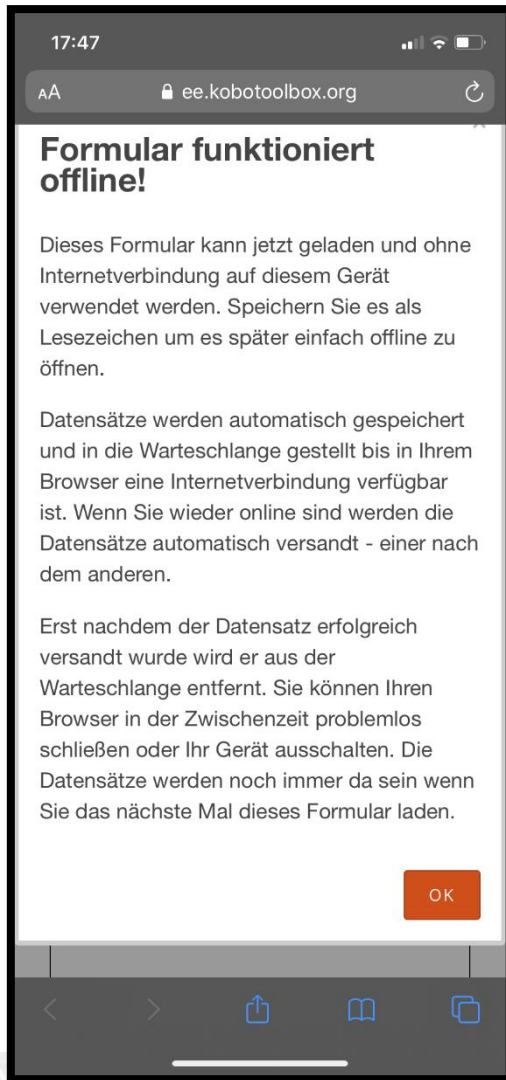 17:47
AA
ee.kobotoolbox.org
Formular funktioniert
offline!
Dieses Formular kann jetzt geladen und ohne
Internetverbindung auf diesem Gerät
verwendet werden. Speichern Sie es als
Lesezeichen um es später einfach offline zu
öffnen.
Datensätze werden automatisch gespeichert
und in die Warteschlange gestellt bis in Ihrem
Browser eine Internetverbindung verfügbar
ist. Wenn Sie wieder online sind werden die
Datensätze automatisch versandt - einer nach
dem anderen.
Erst nachdem der Datensatz erfolgreich
versandt wurde wird er aus der
Warteschlange entfernt. Sie können Ihren
Browser in der Zwischenzeit problemlos
schließen oder Ihr Gerät ausschalten. Die
Datensätze werden noch immer da sein wenn
Sie das nächste Mal dieses Formular laden.
OK